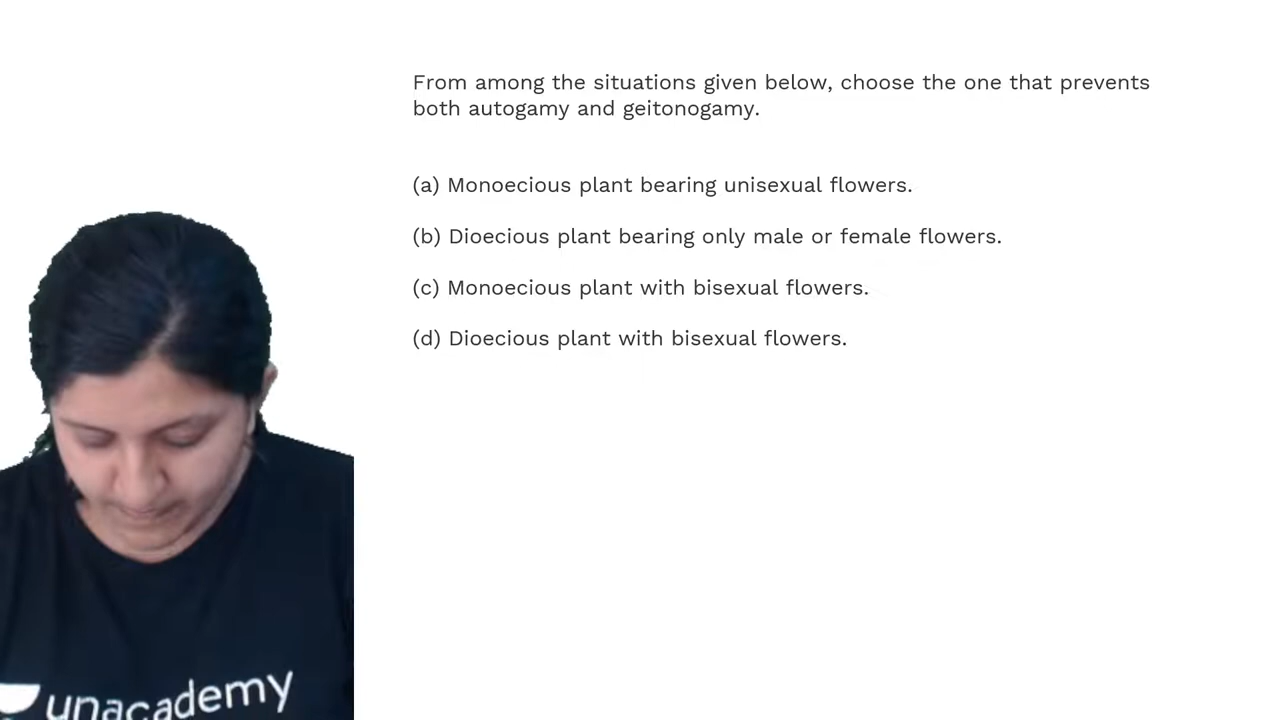 From among the situations given below, choose the one that prevents
both autogamy and geitonogamy.
(a) Monoecious plant bearing unisexual flowers.
(b) Dioecious plant bearing only male or female flowers.
(c) Monoecious plant with bisexual flowers.
(d) Dioecious plant with bisexual flowers.
unacademy